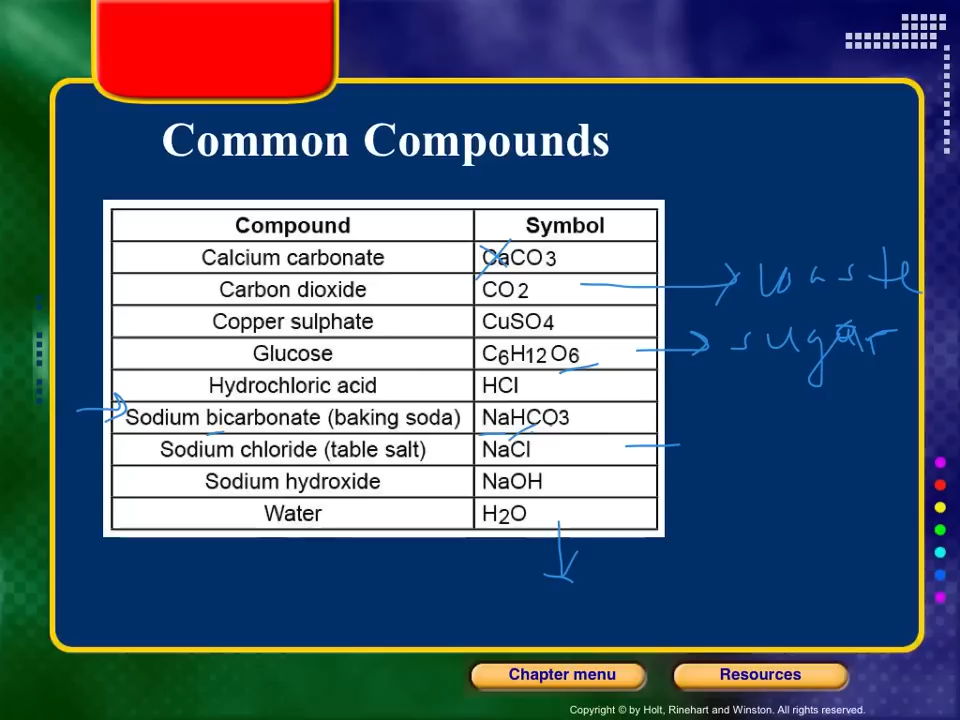 Common Compounds
Compound Symbol
Calcium carbonate CaCO3
Carbon dioxide CO2 waste
Copper sulphate CuSO4
Glucose C6H12O6 sugar
Hydrochloric acid HCl
Sodium bicarbonate (baking soda) NaHCO3
Sodium chloride (table salt) NaCl
Sodium hydroxide NaOH
Water H2O
Chapter menu Resources
Copyright © by Holt, Rinehart and Winston. All rights reserved.